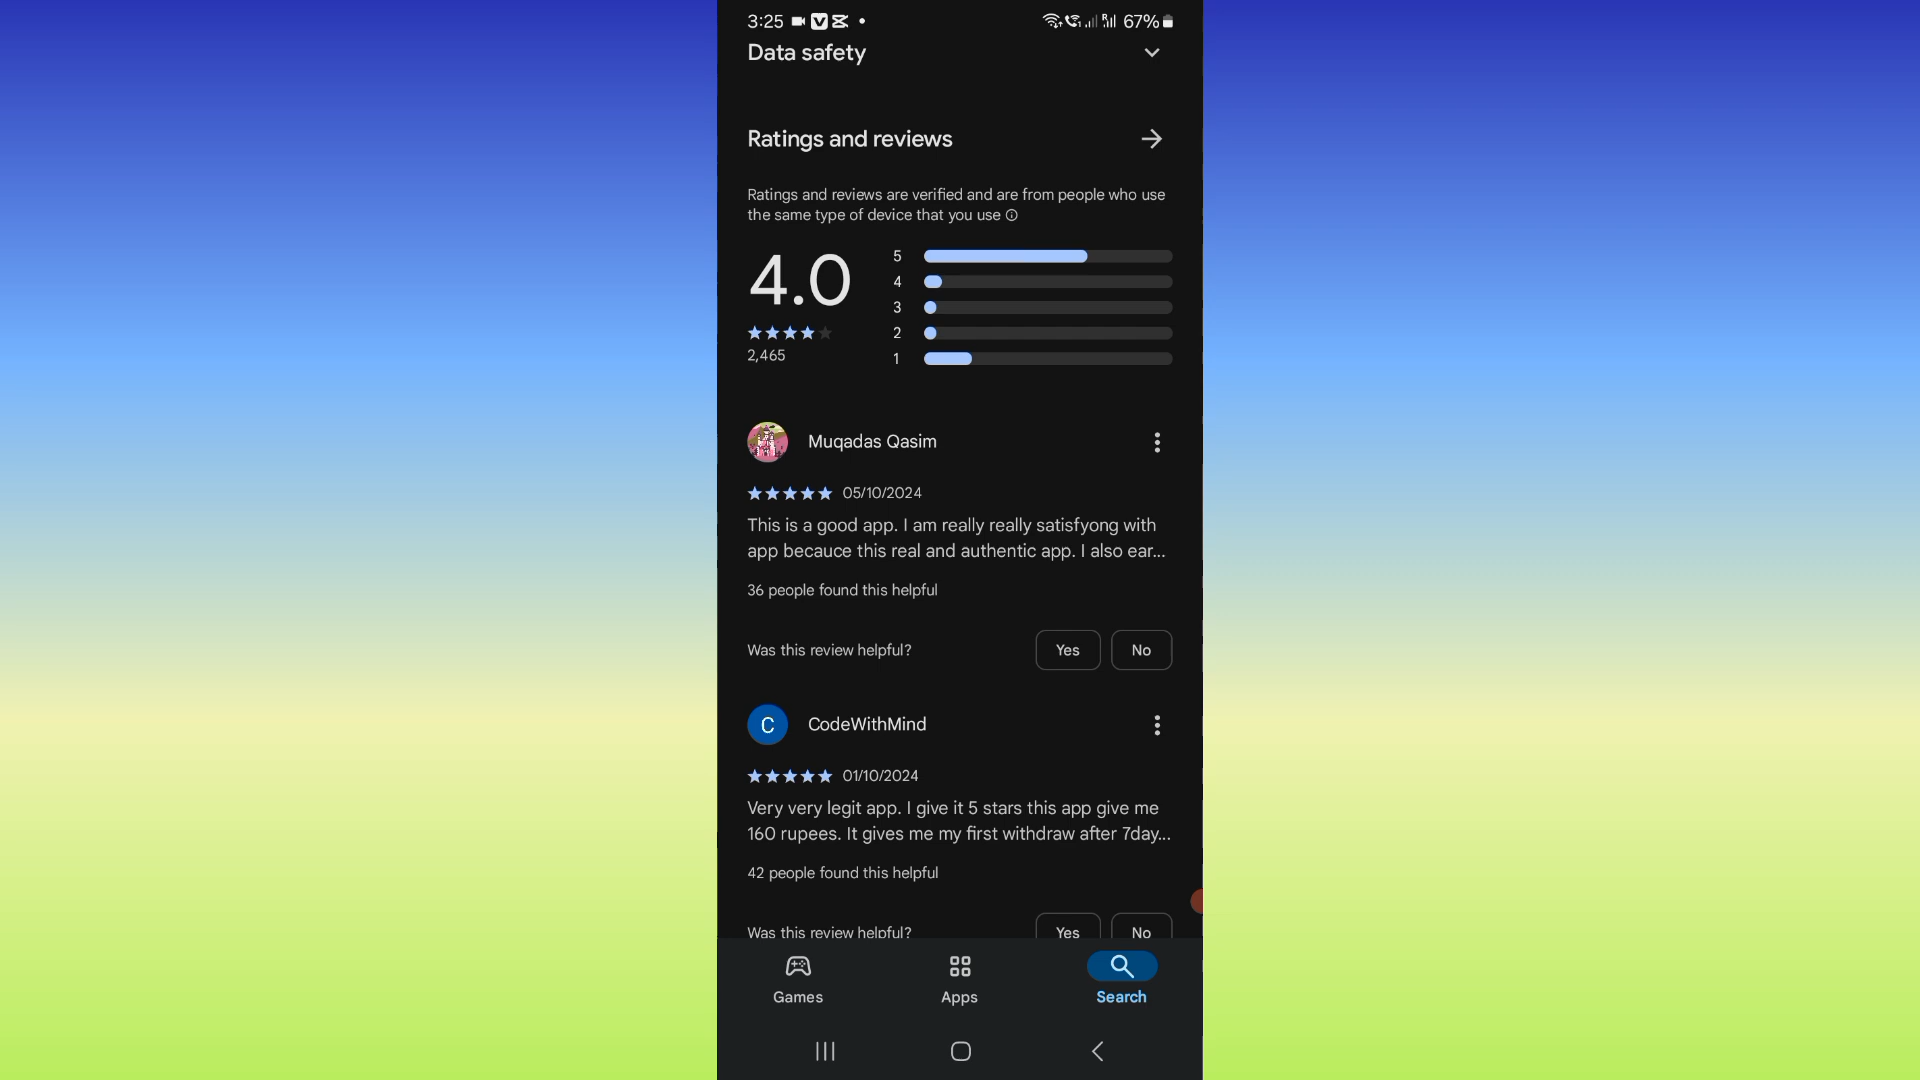 3:25 67%
Data safety
Ratings and reviews
Ratings and reviews are verified and are from people who use
the same type of device that you use
4.0
2,465
5
4
3
2
1
Muqadas Qasim
05/10/2024
This is a good app. I am really really satisfyong with
app becauce this real and authentic app. I also ear...
36 people found this helpful
Was this review helpful? Yes No
C CodeWithMind
01/10/2024
Very very legit app. I give it 5 stars this app give me
160 rupees. It gives me my first withdraw after 7day...
42 people found this helpful
Was this review helpful? Yes No
Games Apps Search